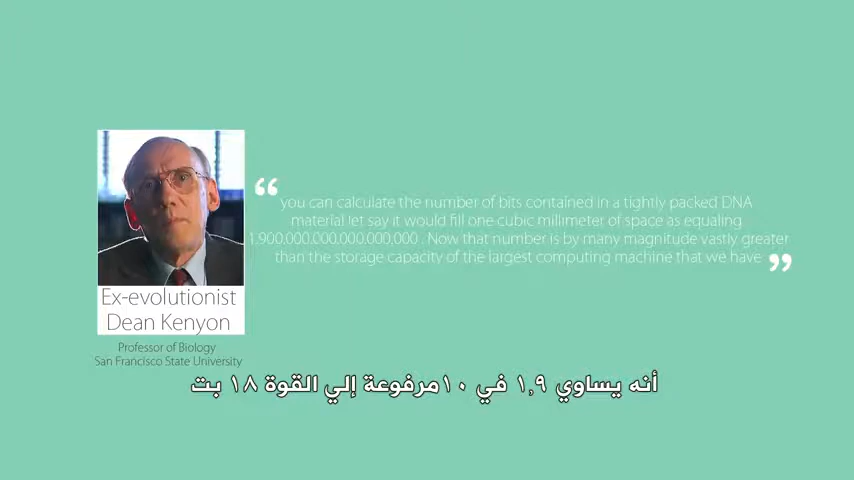 “ you can calculate the number of bits contained in a tightly packed DNA
material let say it would fill one cubic millimeter of space as equaling
1,900,000,000,000,000,000 . Now that number is by many magnitude vastly greater
than the storage capacity of the largest computing machine that we have ”
Ex-evolutionist
Dean Kenyon
Professor of Biology
San Francisco State University
أنه يساوي ١,٩ في ١٠مرفوعة إلي القوة ١٨ بت